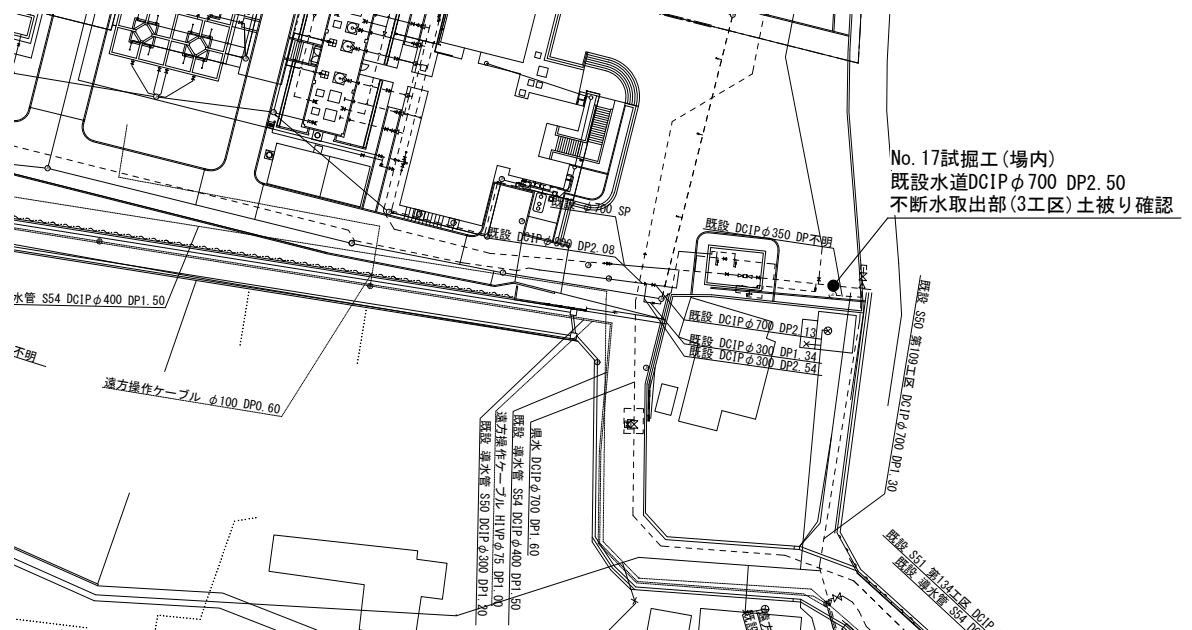 No.17試掘工(場内)
既設水道DCIPφ700 DP2.50
不断水取出部(3工区)土被り確認
φ700 SP
既設 DCIPφ350 DP不明
既設 DCIPφ300 DP2.08
水管 S54 DCIPφ400 DP1.50
既設 DCIPφ700 DP2.13
既設 DCIPφ300 DP1.34
既設 DCIPφ300 DP2.54
不明
遠方操作ケーブル φ100 DP0.60
既設 S50 第109工区 DCIPφ700 DP1.30
県水 DCIPφ700 DP1.60
既設 導水管 S54 DCIPφ400 DP1.50
遠方操作ケーブル HIVPφ75 DP1.00
既設 導水管 S50 DCIPφ300 DP1.20
既設 S51 第134工区 DCIP
既設 導水管 S54
遠方
既設